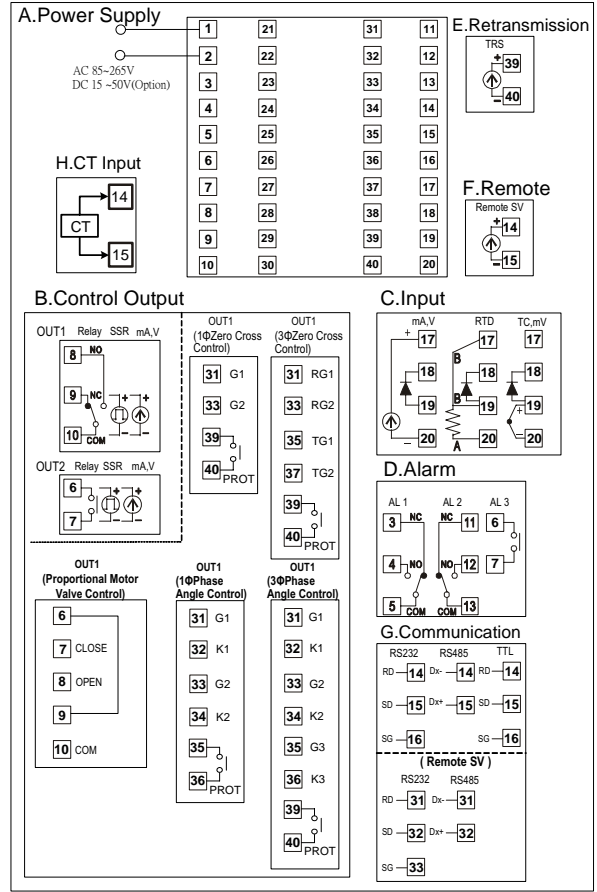 A.Power Supply
AC 85~265V
DC 15 ~50V(Option)
1 21 31 11
2 22 32 12
3 23 33 13
4 24 34 14
5 25 35 15
6 26 36 16
7 27 37 17
8 28 38 18
9 29 39 19
10 30 40 20
E.Retransmission
TRS
+ 39
− 40
H.CT Input
14
CT
15
F.Remote
Remote SV
+ 14
− 15
B.Control Output
OUT1 Relay SSR mA,V
8 NO
9 NC + +
10 COM − −
OUT2 Relay SSR mA,V
6 + +
7 − −
OUT1
(1ΦZero Cross
Control)
31 G1
33 G2
39
40 PROT
OUT1
(3ΦZero Cross
Control)
31 RG1
33 RG2
35 TG1
37 TG2
39
40 PROT
OUT1
(Proportional Motor
Valve Control)
6
7 CLOSE
8 OPEN
9
10 COM
OUT1
(1ΦPhase
Angle Control)
31 G1
32 K1
33 G2
34 K2
35
36 PROT
OUT1
(3ΦPhase
Angle Control)
31 G1
32 K1
33 G2
34 K2
35 G3
36 K3
39
40 PROT
C.Input
mA,V RTD TC,mV
+ 17 17 17
B
18 18 18
19 B 19 + 19
− 20 A 20 − 20
D.Alarm
AL 1 AL 2 AL 3
3 NC NC 11 6
4 NO NO 12 7
5 COM COM 13
G.Communication
RS232 RS485 TTL
RD 14 Dx- 14 RD 14
SD 15 Dx+ 15 SD 15
SG 16 SG 16
( Remote SV )
RS232 RS485
RD 31 Dx- 31
SD 32 Dx+ 32
SG 33